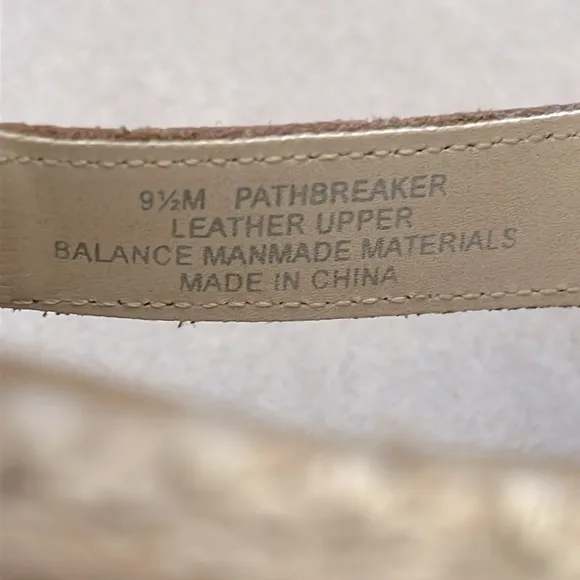 9½M PATHBREAKER
LEATHER UPPER
BALANCE MANMADE MATERIALS
MADE IN CHINA